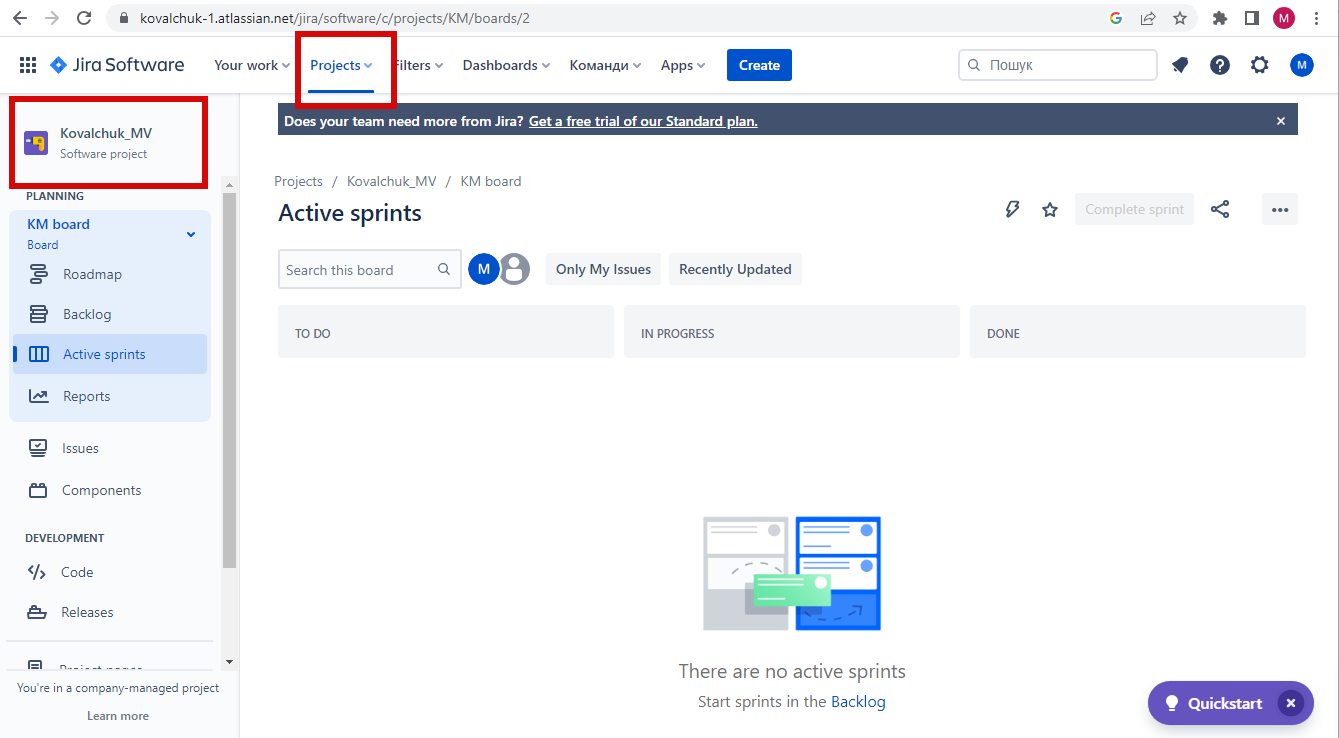 kovalchuk-1.atlassian.net/jira/software/c/projects/KM/boards/2
M
Jira Software Your work Projects Filters Dashboards Команди Apps Create Пошук M
Kovalchuk_MV
Software project
PLANNING
KM board
Board
Roadmap
Backlog
Active sprints
Reports
Issues
Components
DEVELOPMENT
Code
Releases
Project pages
You're in a company-managed project
Learn more
Does your team need more from Jira? Get a free trial of our Standard plan.
Projects / Kovalchuk_MV / KM board
Active sprints
Complete sprint
Search this board M Only My Issues Recently Updated
TO DO IN PROGRESS DONE
There are no active sprints
Start sprints in the Backlog
Quickstart